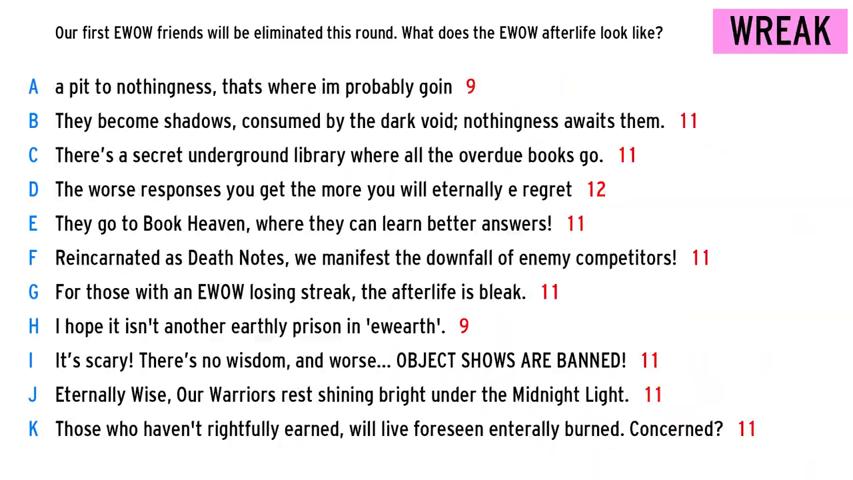 Our first EWOW friends will be eliminated this round. What does the EWOW afterlife look like?
WREAK
A a pit to nothingness, thats where im probably goin 9
B They become shadows, consumed by the dark void; nothingness awaits them. 11
C There's a secret underground library where all the overdue books go. 11
D The worse responses you get the more you will eternally e regret 12
E They go to Book Heaven, where they can learn better answers! 11
F Reincarnated as Death Notes, we manifest the downfall of enemy competitors! 11
G For those with an EWOW losing streak, the afterlife is bleak. 11
H I hope it isn't another earthly prison in 'ewearth'. 9
I It's scary! There's no wisdom, and worse... OBJECT SHOWS ARE BANNED! 11
J Eternally Wise, Our Warriors rest shining bright under the Midnight Light. 11
K Those who haven't rightfully earned, will live foreseen enterally burned. Concerned? 11